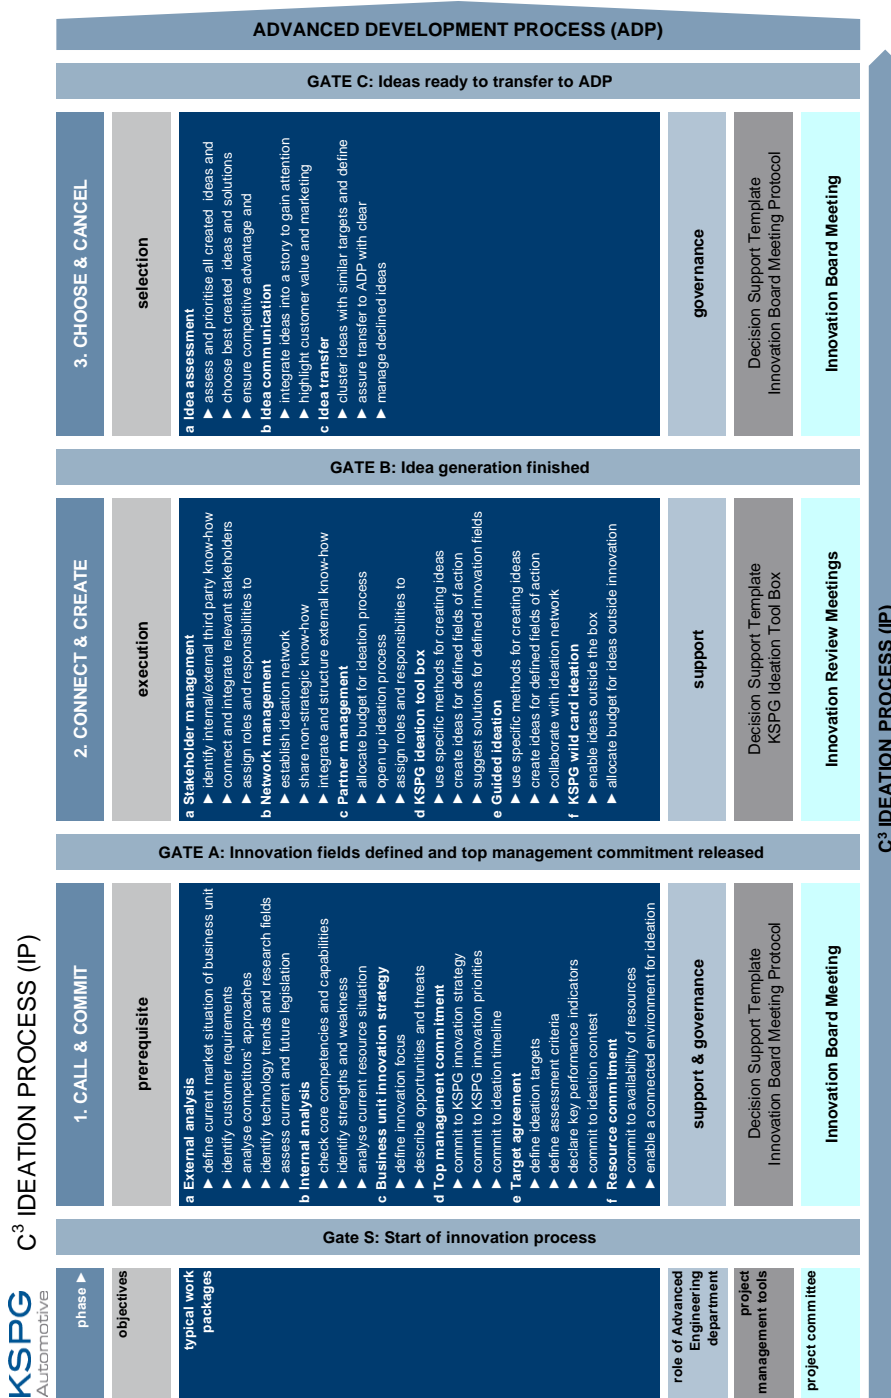 KSPG
Automotive
C³ IDEATION PROCESS (IP)
phase ►
objectives
typical work
packages
role of Advanced
Engineering
department
project
management tools
project committee
Gate S: Start of innovation process
1. CALL & COMMIT
prerequisite
a External analysis
► define current market situation of business unit
► identify customer requirements
► analyse competitors' approaches
► identify technology trends and research fields
► assess current and future legislation
b Internal analysis
► check core competencies and capabilities
► identify strengths and weakness
► analyse current resource situation
c Business unit innovation strategy
► define innovation focus
► describe opportunities and threats
d Top management commitment
► commit to KSPG innovation strategy
► commit to KSPG innovation priorities
► commit to ideation timeline
e Target agreement
► define ideation targets
► define assessment criteria
► declare key performance indicators
► commit to ideation contest
f Resource commitment
► commit to availability of resources
► enable a connected environment for ideation
support & governance
Decision Support Template
Innovation Board Meeting Protocol
Innovation Board Meeting
GATE A: Innovation fields defined and top management commitment released
2. CONNECT & CREATE
execution
a Stakeholder management
► identify internal/external third party know-how
► connect and integrate relevant stakeholders
► assign roles and responsibilities to
b Network management
► establish ideation network
► share non-strategic know-how
► integrate and structure external know-how
c Partner management
► allocate budget for ideation process
► open up ideation process
► assign roles and responsibilities to
d KSPG ideation tool box
► use specific methods for creating ideas
► create ideas for defined fields of action
► suggest solutions for defined innovation fields
e Guided ideation
► use specific methods for creating ideas
► create ideas for defined fields of action
► collaborate with ideation network
f KSPG wild card ideation
► enable ideas outside the box
► allocate budget for ideas outside innovation
support
Decision Support Template
KSPG Ideation Tool Box
Innovation Review Meetings
GATE B: Idea generation finished
3. CHOOSE & CANCEL
selection
a Idea assessment
► assess and prioritise all created ideas and
► choose best created ideas and solutions
► ensure competitive advantage and
b Idea communication
► integrate ideas into a story to gain attention
► highlight customer value and marketing
c Idea transfer
► cluster ideas with similar targets and define
► assure transfer to ADP with clear
► manage declined ideas
governance
Decision Support Template
Innovation Board Meeting Protocol
Innovation Board Meeting
GATE C: Ideas ready to transfer to ADP
ADVANCED DEVELOPMENT PROCESS (ADP)
C³ IDEATION PROCESS (IP)